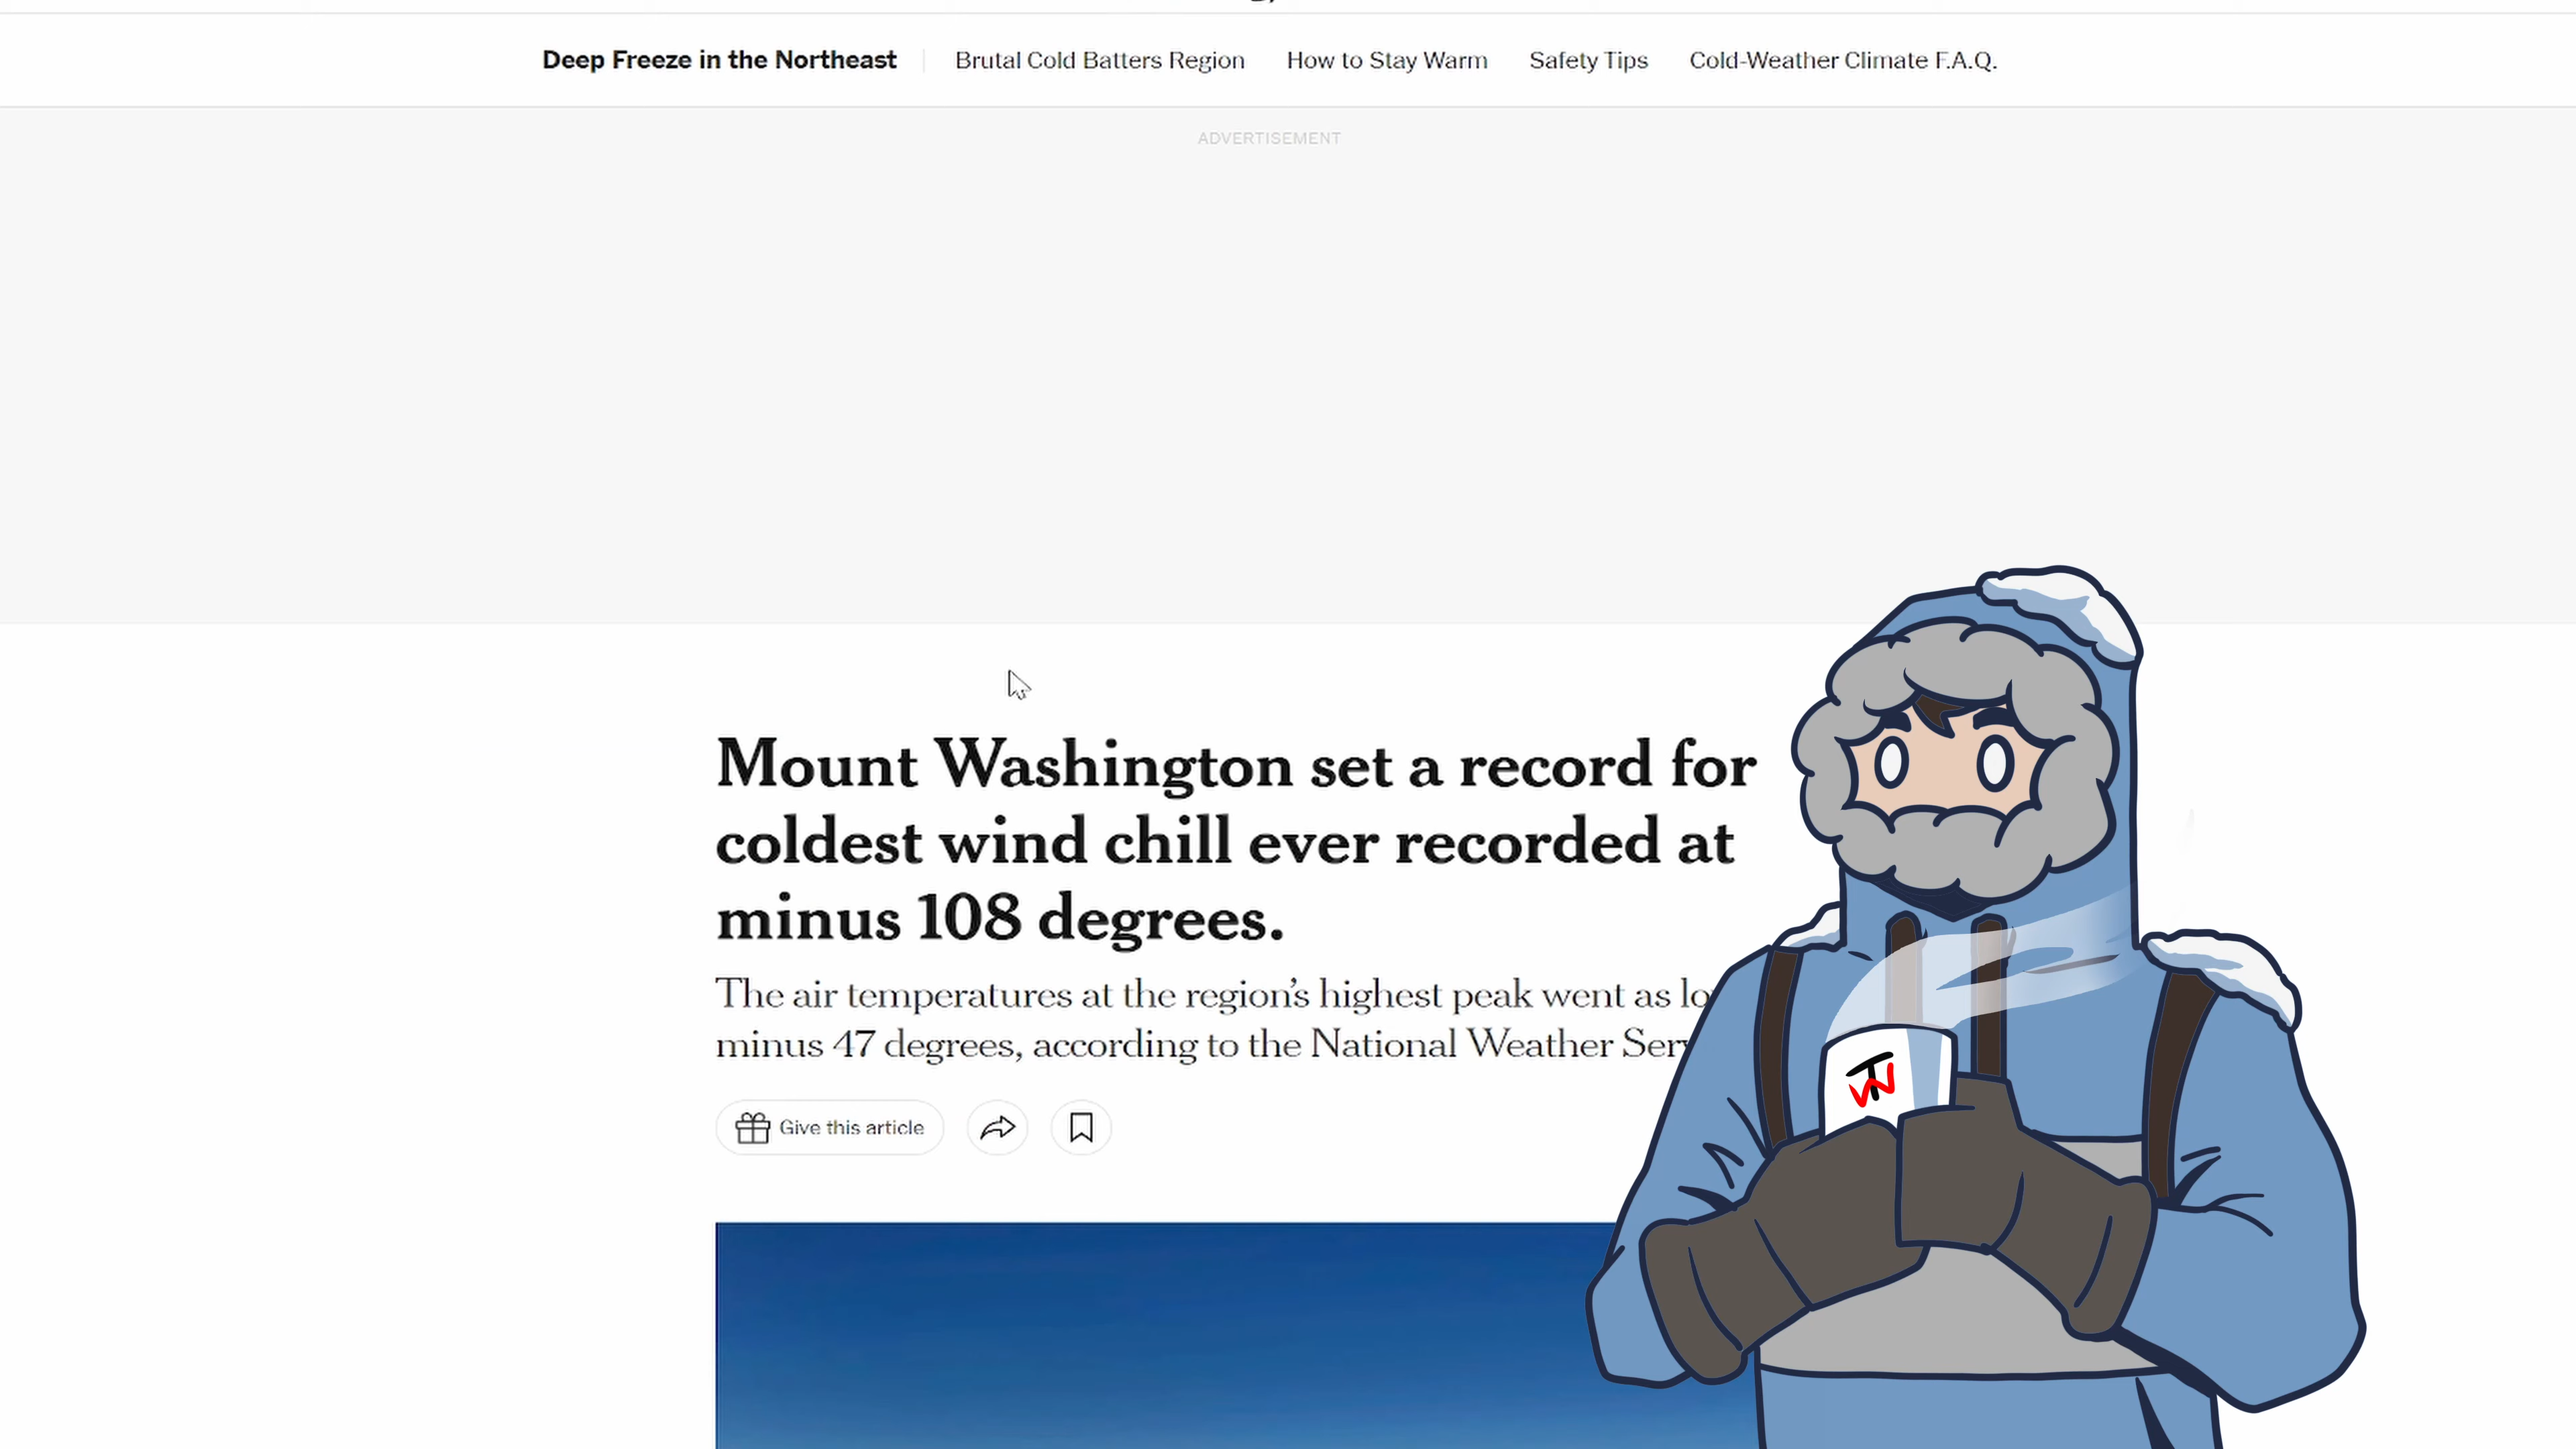 Deep Freeze in the Northeast Brutal Cold Batters Region How to Stay Warm Safety Tips Cold-Weather Climate F.A.Q.
ADVERTISEMENT
Mount Washington set a record for
coldest wind chill ever recorded at
minus 108 degrees.
The air temperatures at the region's highest peak went as
minus 47 degrees, according to the National Weather
Give this article